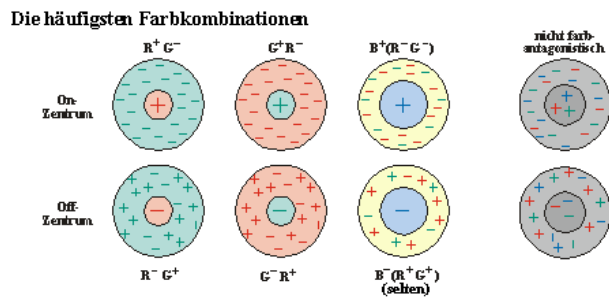 Die häufigsten Farbkombinationen
R⁺ G⁻
G⁺R⁻
B⁺(R⁻G⁻)
nicht farb-
antagonistisch
On-
Zentrum
Off-
Zentrum
R⁻ G⁺
G⁻ R⁺
B⁻(R⁺G⁺)
(selten)